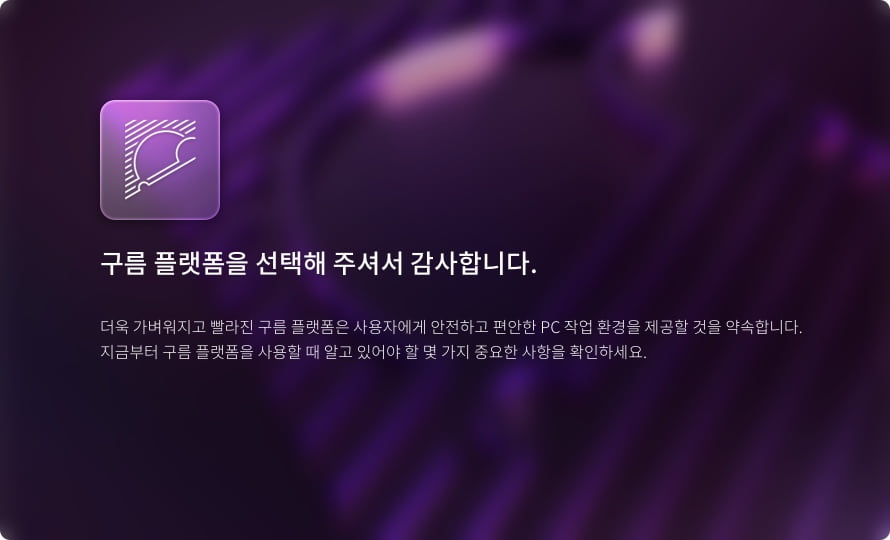 구름 플랫폼을 선택해 주셔서 감사합니다.
더욱 가벼워지고 빨라진 구름 플랫폼은 사용자에게 안전하고 편안한 PC 작업 환경을 제공할 것을 약속합니다.
지금부터 구름 플랫폼을 사용할 때 알고 있어야 할 몇 가지 중요한 사항을 확인하세요.